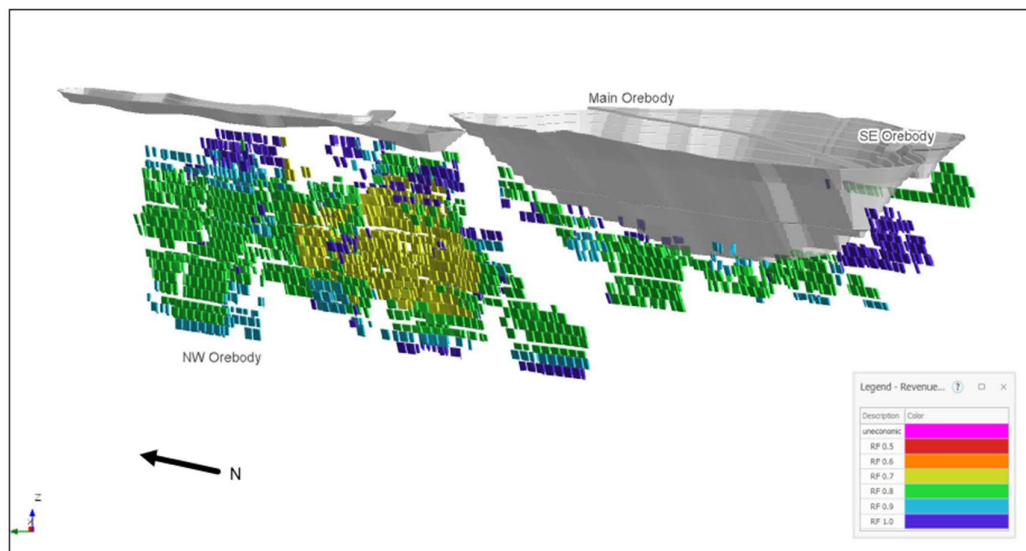 Main Orebody
SE Orebody
NW Orebody
N
Z
Legend - Revenue... ?
Description Color
uneconomic
RF 0.5
RF 0.6
RF 0.7
RF 0.8
RF 0.9
RF 1.0